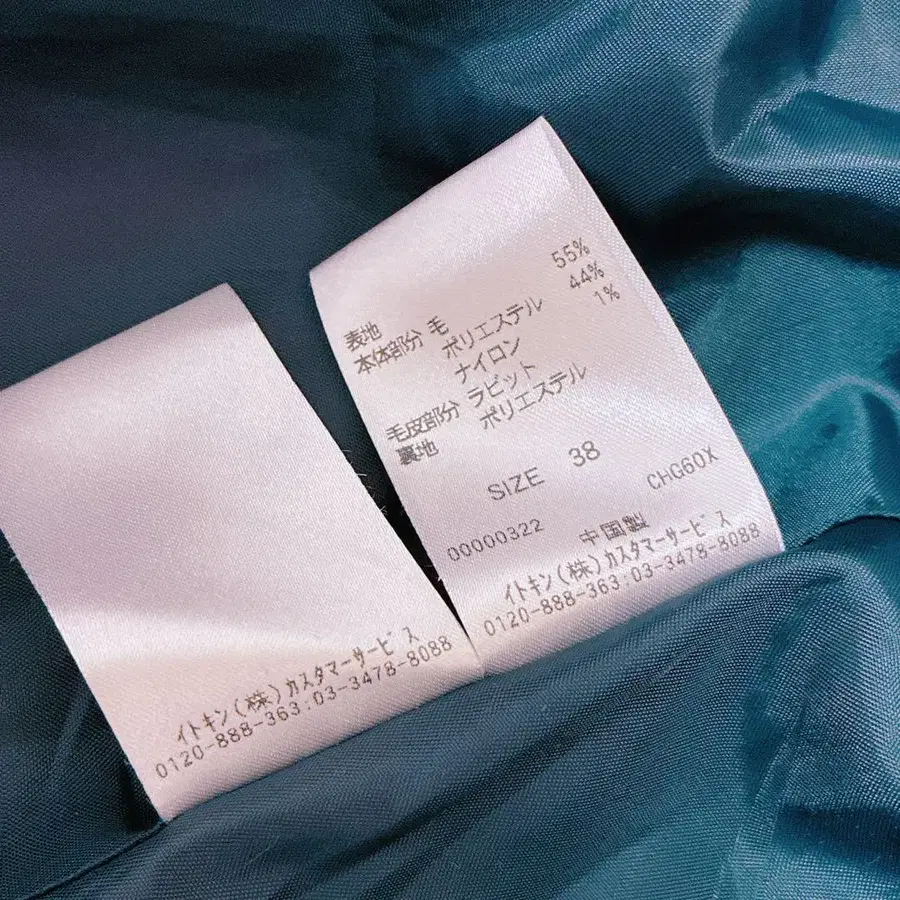 表地
本体部分 毛 55%
ポリエステル 44%
ナイロン 1%
毛皮部分 ラビット
裏地 ポリエステル
SIZE 38
CHG60X
00000322 中国製
イトキン(株)カスタマーサービス
0120-888-363:03-3478-8088
イトキン(株)カスタマーサービス
0120-888-363:03-3478-8088